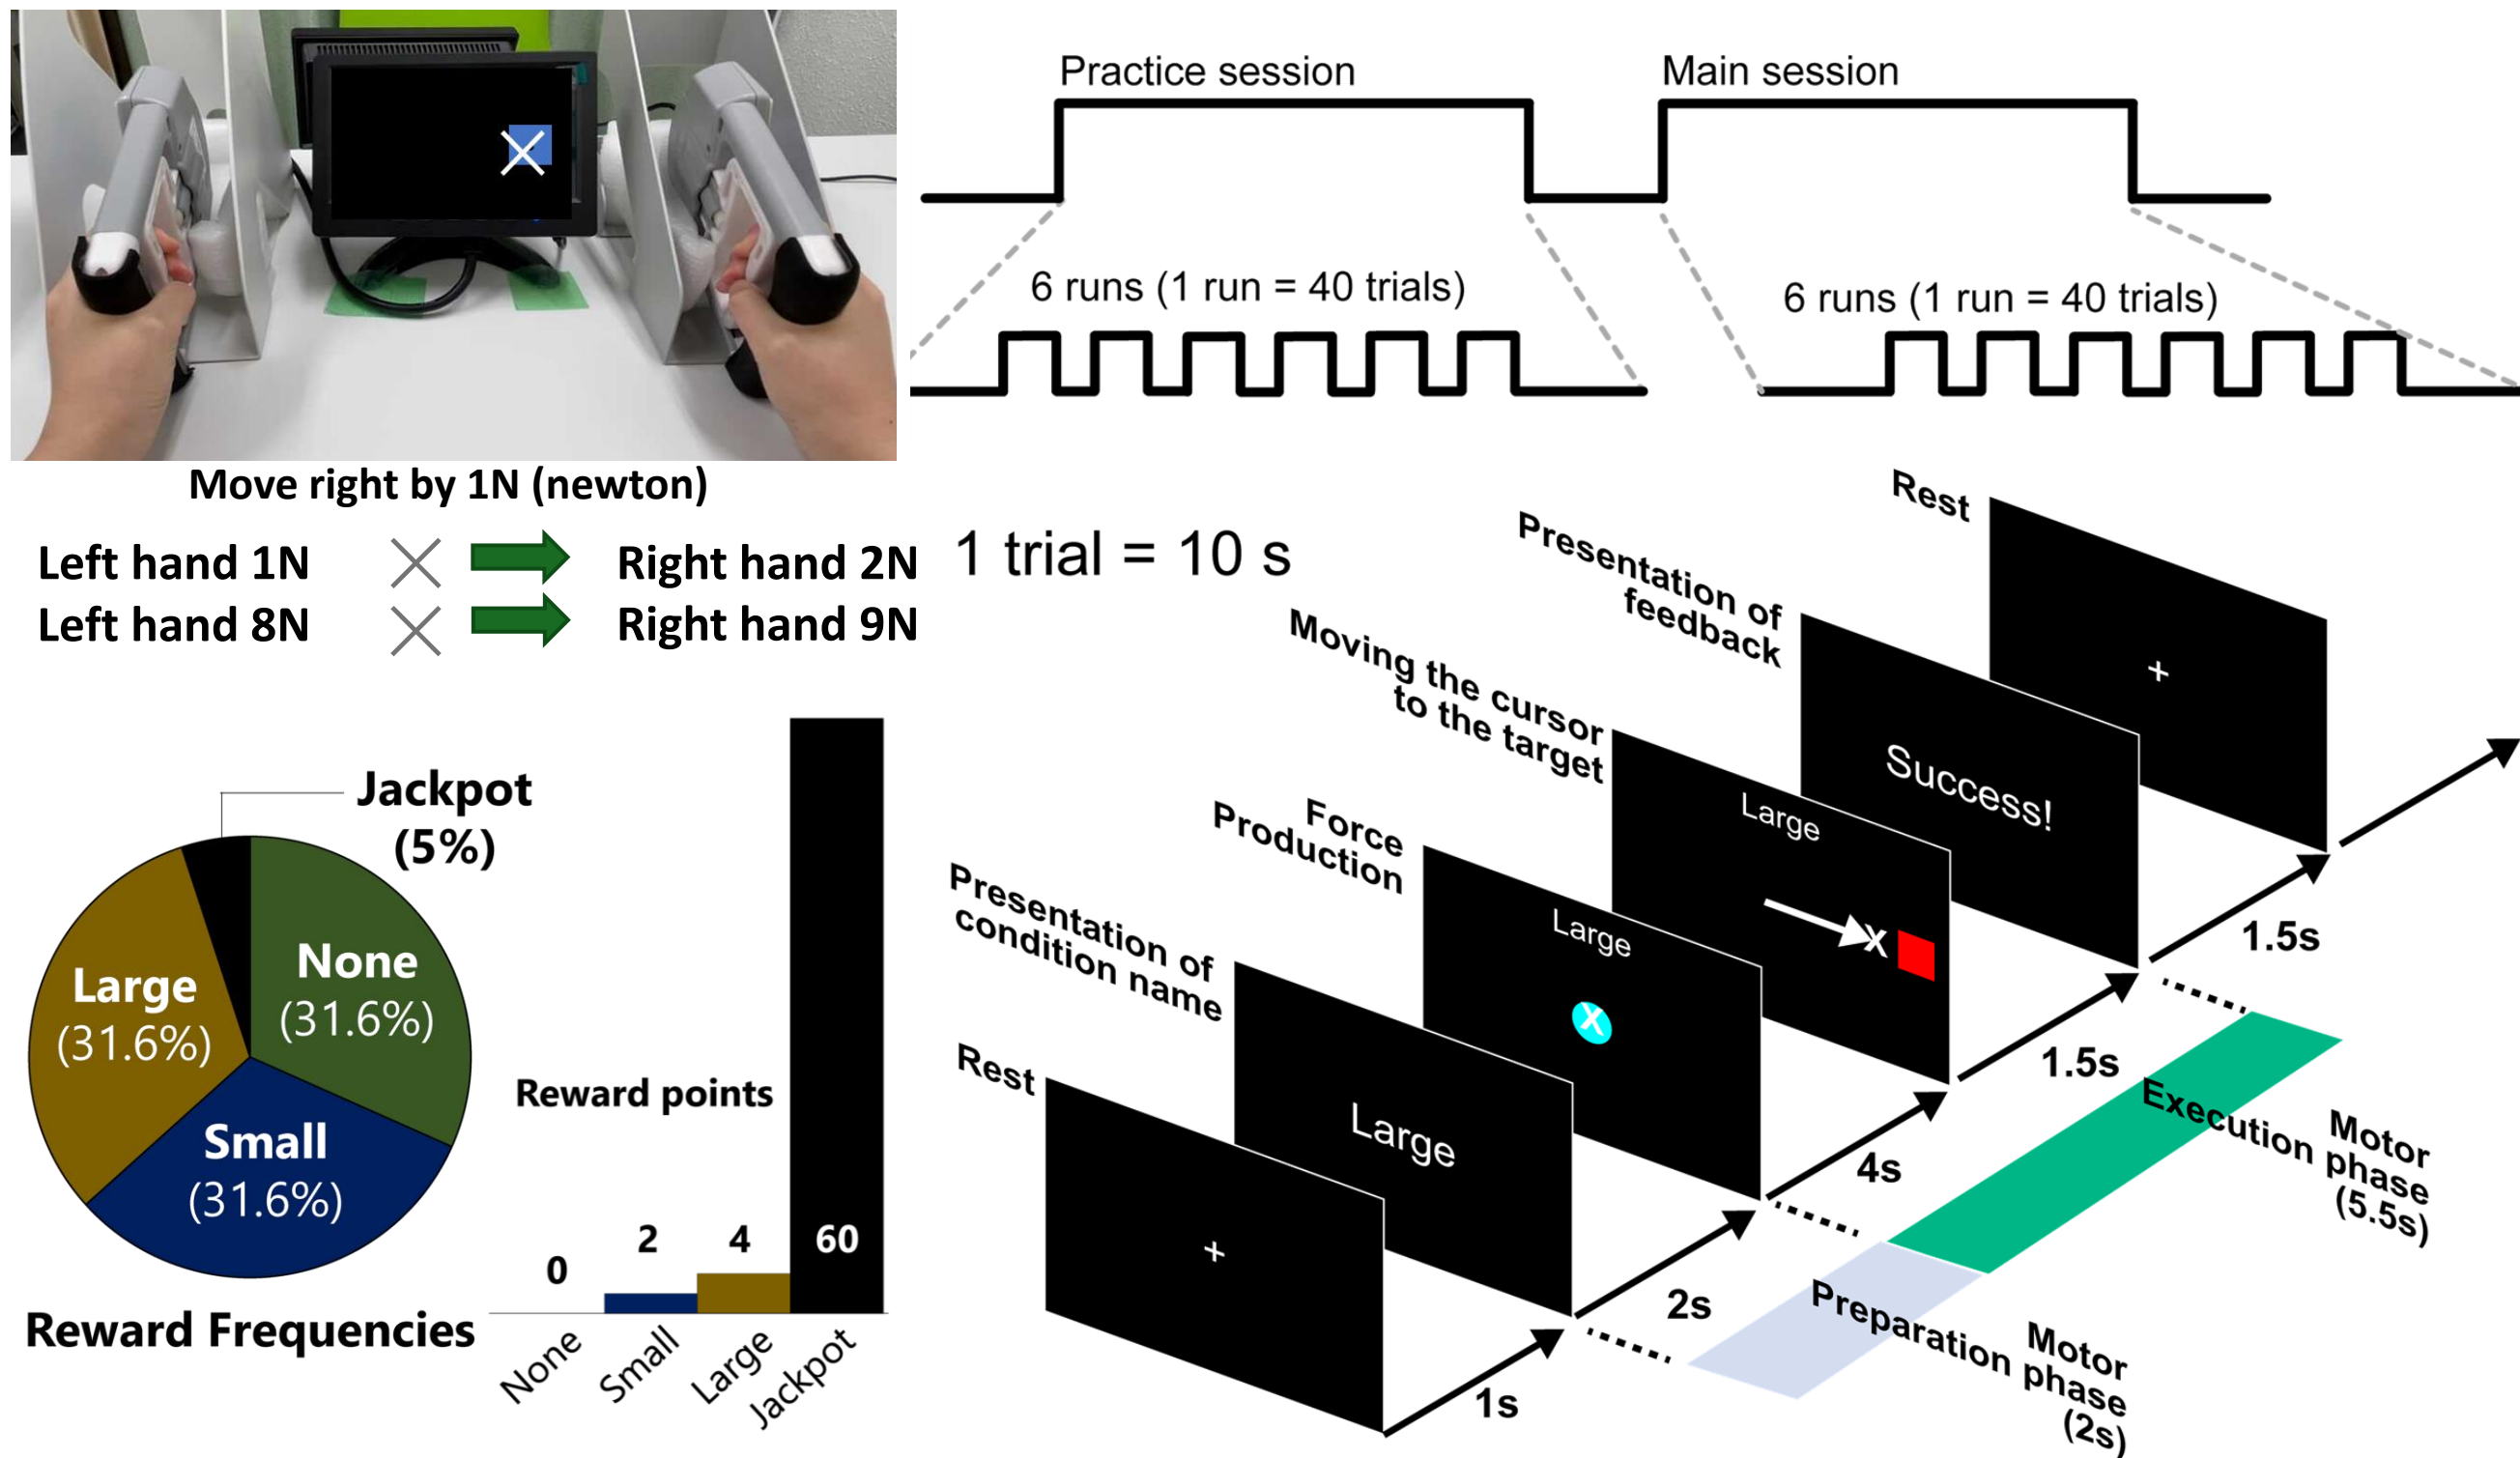 Practice session
Main session
6 runs (1 run = 40 trials)
6 runs (1 run = 40 trials)
Move right by 1N (newton)
Left hand 1N
Right hand 2N
Left hand 8N
Right hand 9N
1 trial = 10 s
Rest
Presentation of
feedback
Moving the cursor
to the target
Force
Production
Presentation of
condition name
Rest
+
Success!
Large
X
Large
X
Large
+
1s
2s
4s
1.5s
1.5s
Motor
Execution phase
(5.5s)
Motor
Preparation phase
(2s)
Jackpot
(5%)
None
(31.6%)
Large
(31.6%)
Small
(31.6%)
Reward Frequencies
Reward points
0
2
4
60
None
Small
Large
Jackpot